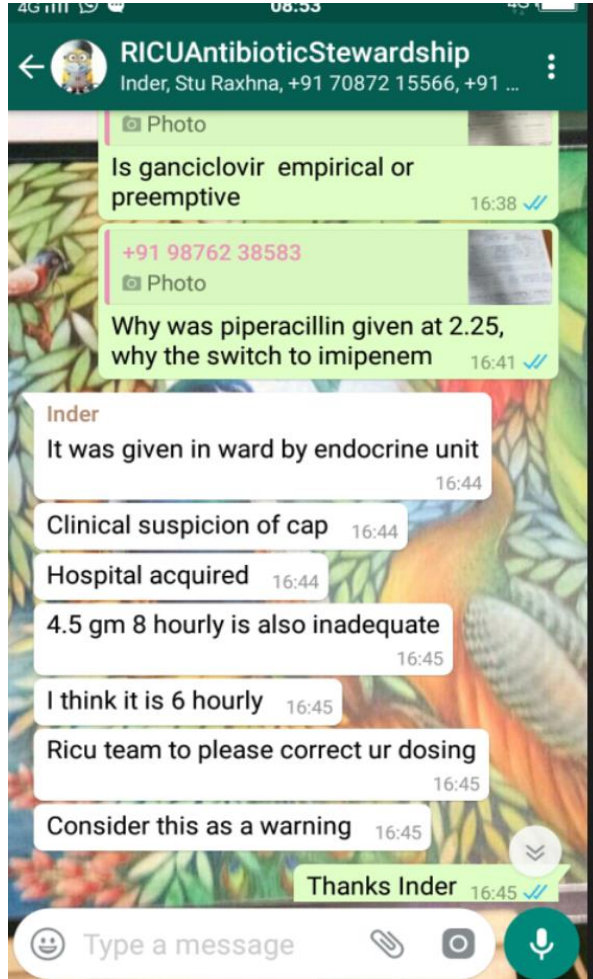 4G
08:53
RICUAntibioticStewardship
Inder, Stu Raxhna, +91 70872 15566, +91 ...
Photo
Is ganciclovir empirical or
preemptive
16:38
+91 98762 38583
Photo
Why was piperacillin given at 2.25,
why the switch to imipenem
16:41
Inder
It was given in ward by endocrine unit
16:44
Clinical suspicion of cap 16:44
Hospital acquired 16:44
4.5 gm 8 hourly is also inadequate
16:45
I think it is 6 hourly 16:45
Ricu team to please correct ur dosing
16:45
Consider this as a warning 16:45
Thanks Inder 16:45
Type a message